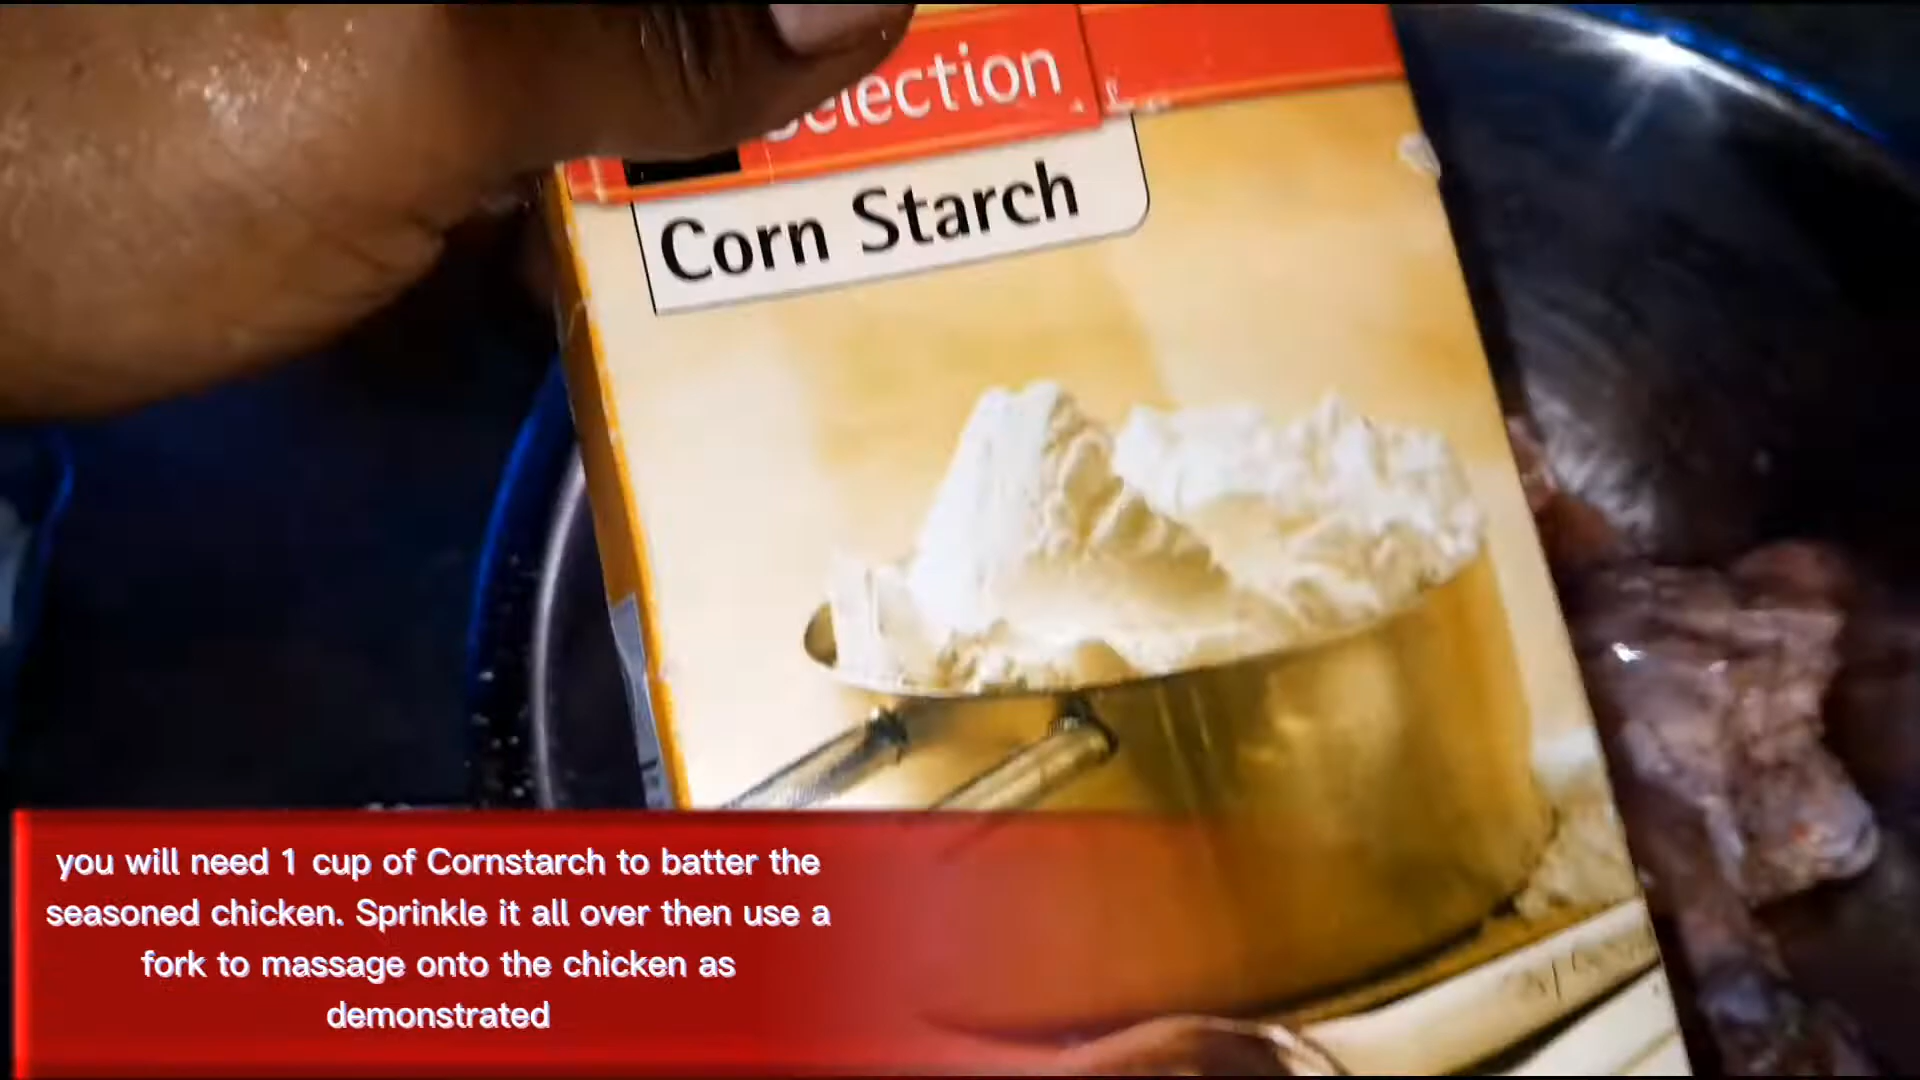 Selection
Corn Starch
you will need 1 cup of Cornstarch to batter the
seasoned chicken. Sprinkle it all over then use a
fork to massage onto the chicken as
demonstrated